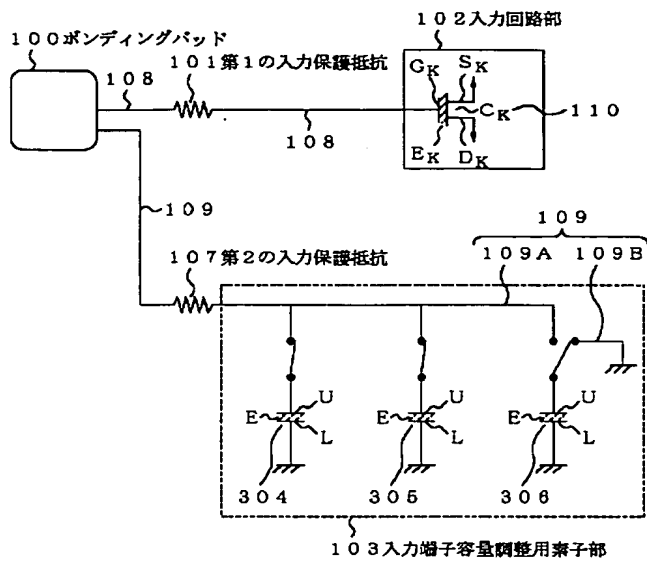 102入力回路部
100ボンディングパッド
101第1の入力保護抵抗
108
GK
SK
CK
110
108
EK
DK
109
109
107第2の入力保護抵抗
109A
109B
U
U
U
E
E
E
L
L
L
304
305
306
103入力端子容量調整用素子部